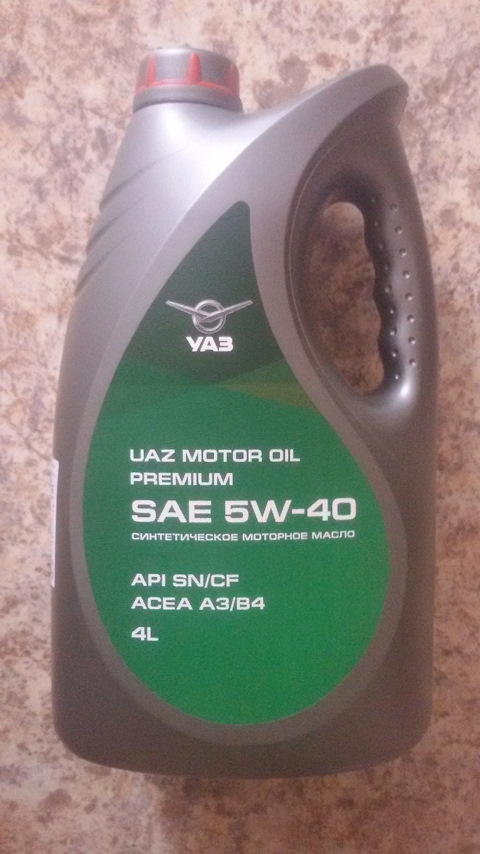 УАЗ
UAZ MOTOR OIL
PREMIUM
SAE 5W-40
СИНТЕТИЧЕСКОЕ МОТОРНОЕ МАСЛО
API SN/CF
ACEA A3/B4
4L